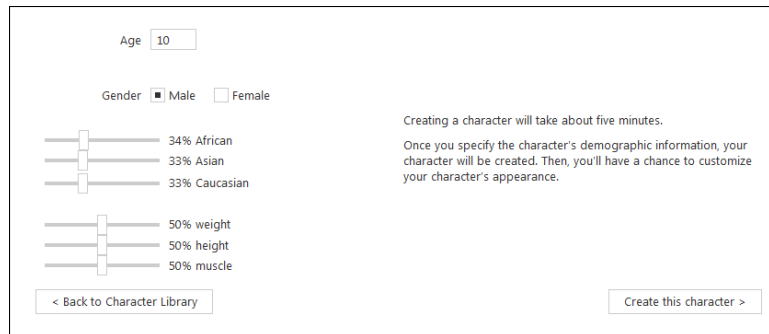 Age 10
Gender Male Female
34% African
33% Asian
33% Caucasian
50% weight
50% height
50% muscle
Creating a character will take about five minutes.
Once you specify the character's demographic information, your
character will be created. Then, you'll have a chance to customize
your character's appearance.
< Back to Character Library
Create this character >